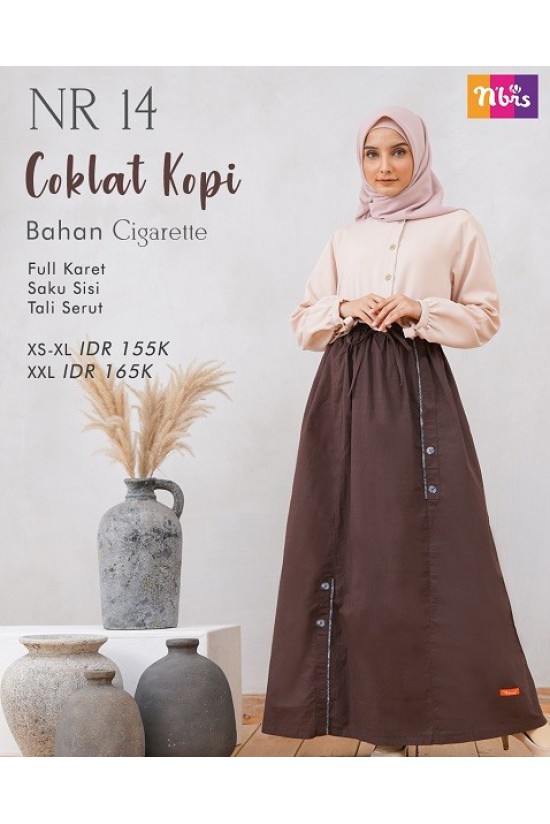 NR 14
Coklat Kopi
Bahan Cigarette
Full Karet
Saku Sisi
Tali Serut
XS-XL IDR 155K
XXL IDR 165K
n'brs